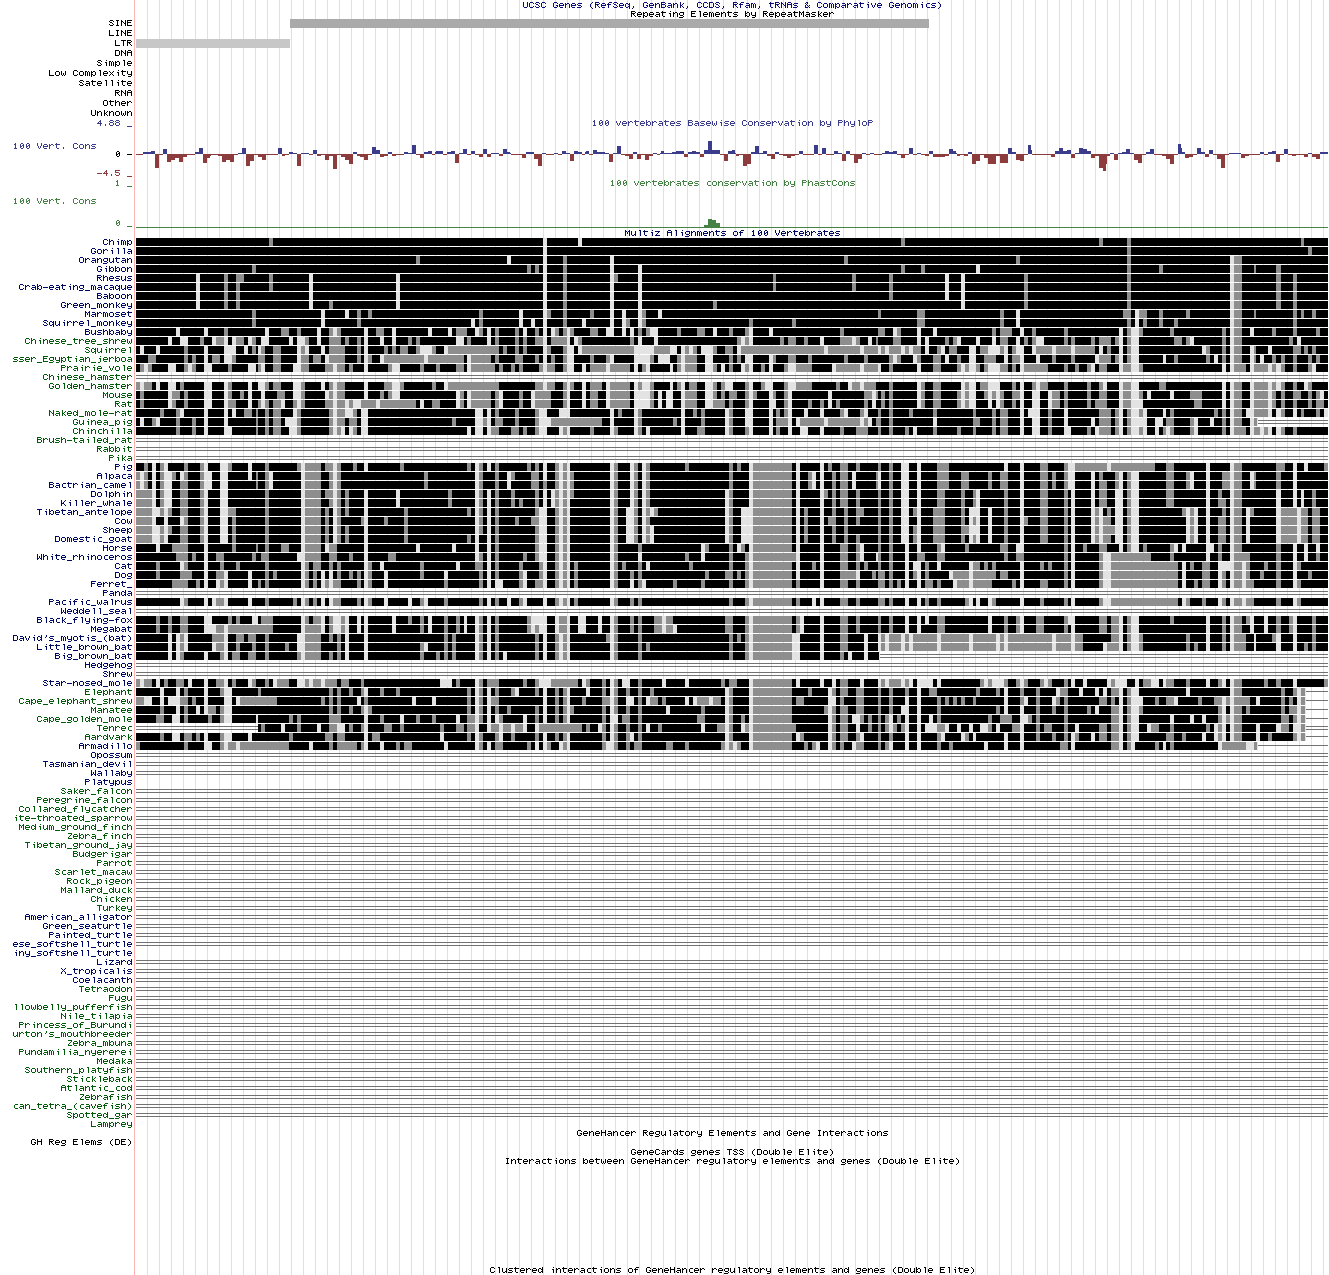 UCSC Genes (RefSeq, GenBank, CCDS, Rfam, tRNAs & Comparative Genomics)
Repeating Elements by RepeatMasker
SINE
LINE
LTR
DNA
Simple
Low Complexity
Satellite
RNA
Other
Unknown
4.88 _
100 vertebrates Basewise Conservation by PhyloP
100 Vert. Cons
0 -
-4.5 _
1 _
100 vertebrates conservation by PhastCons
100 Vert. Cons
0 _
Multiz Alignments of 100 Vertebrates
Chimp
Gorilla
Orangutan
Gibbon
Rhesus
Crab-eating_macaque
Baboon
Green_monkey
Marmoset
Squirrel_monkey
Bushbaby
Chinese_tree_shrew
Squirrel
sser_Egyptian_jerboa
Prairie_vole
Chinese_hamster
Golden_hamster
Mouse
Rat
Naked_mole-rat
Guinea_pig
Chinchilla
Brush-tailed_rat
Rabbit
Pika
Pig
Alpaca
Bactrian_camel
Dolphin
Killer_whale
Tibetan_antelope
Cow
Sheep
Domestic_goat
Horse
White_rhinoceros
Cat
Dog
Ferret_
Panda
Pacific_walrus
Weddell_seal
Black_flying-fox
Megabat
David's_myotis_(bat)
Little_brown_bat
Big_brown_bat
Hedgehog
Shrew
Star-nosed_mole
Elephant
Cape_elephant_shrew
Manatee
Cape_golden_mole
Tenrec
Aardvark
Armadillo
Opossum
Tasmanian_devil
Wallaby
Platypus
Saker_falcon
Peregrine_falcon
Collared_flycatcher
ite-throated_sparrow
Medium_ground_finch
Zebra_finch
Tibetan_ground_jay
Budgerigar
Parrot
Scarlet_macaw
Rock_pigeon
Mallard_duck
Chicken
Turkey
American_alligator
Green_seaturtle
Painted_turtle
ese_softshell_turtle
iny_softshell_turtle
Lizard
X_tropicalis
Coelacanth
Tetraodon
Fugu
llowbelly_pufferfish
Nile_tilapia
Princess_of_Burundi
urton's_mouthbreeder
Zebra_mbuna
Pundamilia_nyererei
Medaka
Southern_platyfish
Stickleback
Atlantic_cod
Zebrafish
can_tetra_(cavefish)
Spotted_gar
Lamprey
GeneHancer Regulatory Elements and Gene Interactions
GH Reg Elems (DE)
GeneCards genes TSS (Double Elite)
Interactions between GeneHancer regulatory elements and genes (Double Elite)
Clustered interactions of GeneHancer regulatory elements and genes (Double Elite)